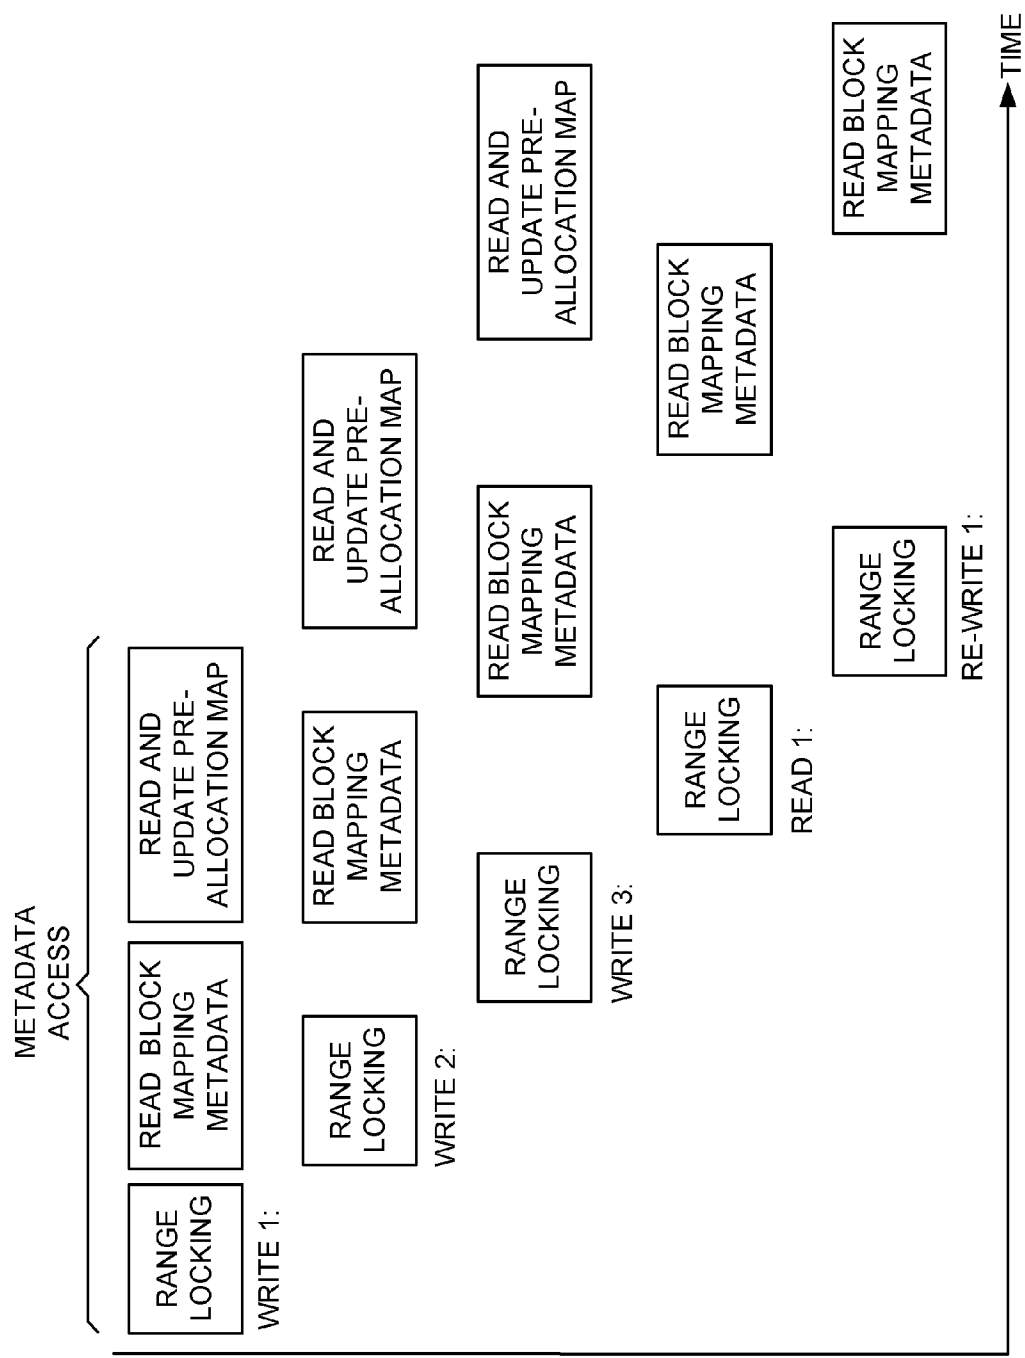 METADATA
ACCESS
RANGE
LOCKING
READ BLOCK
MAPPING
METADATA
READ AND
UPDATE PRE-
ALLOCATION MAP
WRITE 1:
RANGE
LOCKING
READ BLOCK
MAPPING
METADATA
READ AND
UPDATE PRE-
ALLOCATION MAP
WRITE 2:
RANGE
LOCKING
READ BLOCK
MAPPING
METADATA
READ AND
UPDATE PRE-
ALLOCATION MAP
WRITE 3:
RANGE
LOCKING
READ BLOCK
MAPPING
METADATA
READ 1:
RANGE
LOCKING
READ BLOCK
MAPPING
METADATA
RE-WRITE 1:
TIME